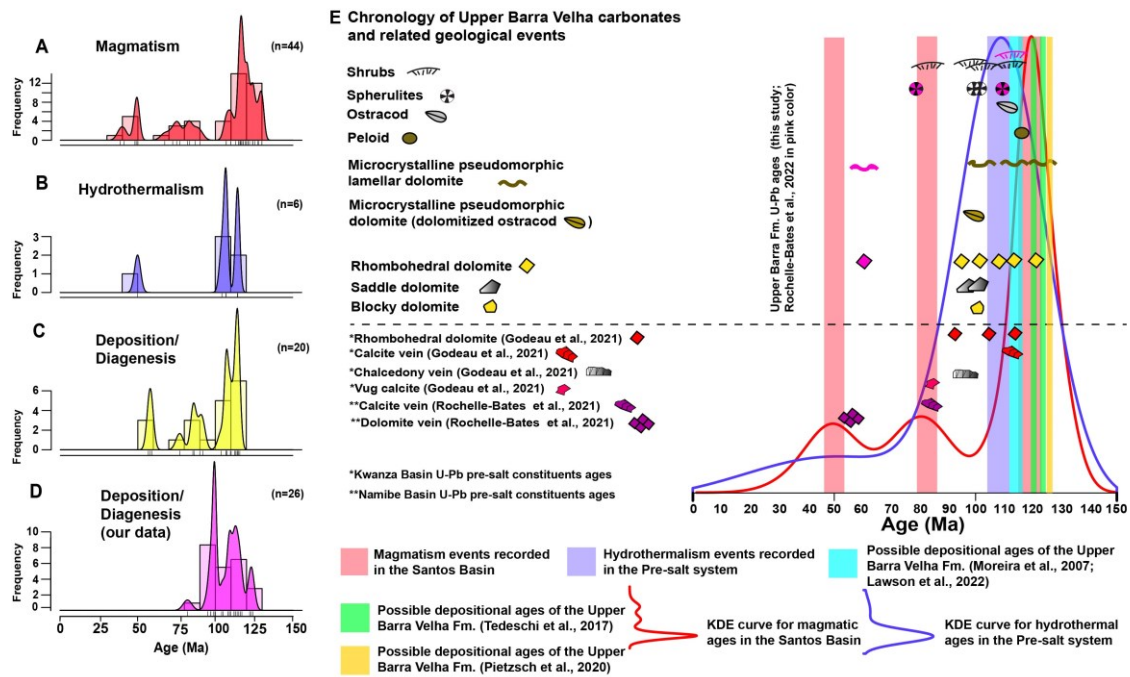 A
Magmatism
(n=44)
Frequency
12
8
4
0
B
Hydrothermalism
(n=6)
Frequency
3
2
1
0
C
Deposition/
Diagenesis
(n=20)
Frequency
6
4
2
0
D
Deposition/
Diagenesis
(our data)
(n=26)
Frequency
10
8
6
4
2
0
0 25 50 75 100 125 150
Age (Ma)
E Chronology of Upper Barra Velha carbonates
and related geological events
Shrubs
Spherulites
Ostracod
Peloid
Microcrystalline pseudomorphic
lamellar dolomite
Microcrystalline pseudomorphic
dolomite (dolomitized ostracod )
Rhombohedral dolomite
Saddle dolomite
Blocky dolomite
*Rhombohedral dolomite (Godeau et al., 2021)
*Calcite vein (Godeau et al., 2021)
*Chalcedony vein (Godeau et al., 2021)
*Vug calcite (Godeau et al., 2021)
**Calcite vein (Rochelle-Bates et al., 2021)
**Dolomite vein (Rochelle-Bates et al., 2021)
*Kwanza Basin U-Pb pre-salt constituents ages
**Namibe Basin U-Pb pre-salt constituents ages
Upper Barra Fm. U-Pb ages (this study;
Rochelle-Bates et al., 2022 in pink color)
0 10 20 30 40 50 60 70 80 90 100 110 120 130 150
Age (Ma)
Magmatism events recorded
in the Santos Basin
Hydrothermalism events recorded
in the Pre-salt system
Possible depositional ages of the Upper
Barra Velha Fm. (Moreira et al., 2007;
Lawson et al., 2022)
Possible depositional ages of the Upper
Barra Velha Fm. (Tedeschi et al., 2017)
Possible depositional ages of the Upper
Barra Velha Fm. (Pietzsch et al., 2020)
KDE curve for magmatic
ages in the Santos Basin
KDE curve for hydrothermal
ages in the Pre-salt system